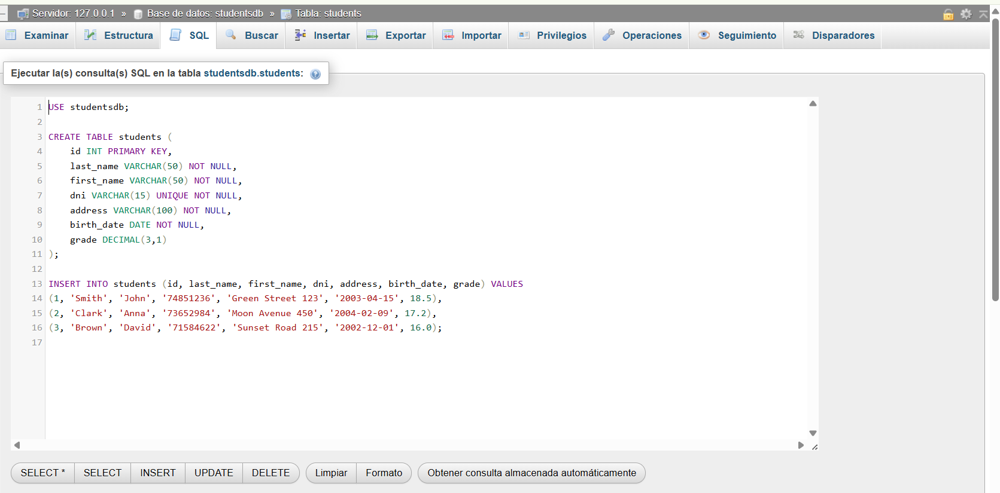 Servidor: 127.0.0.1 » Base de datos: studentsdb » Tabla: students
Examinar Estructura SQL Buscar Insertar Exportar Importar Privilegios Operaciones Seguimiento Disparadores
Ejecutar la(s) consulta(s) SQL en la tabla studentsdb.students:
1 USE studentsdb;
2
3 CREATE TABLE students (
4     id INT PRIMARY KEY,
5     last_name VARCHAR(50) NOT NULL,
6     first_name VARCHAR(50) NOT NULL,
7     dni VARCHAR(15) UNIQUE NOT NULL,
8     address VARCHAR(100) NOT NULL,
9     birth_date DATE NOT NULL,
10     grade DECIMAL(3,1)
11 );
12
13 INSERT INTO students (id, last_name, first_name, dni, address, birth_date, grade) VALUES
14 (1, 'Smith', 'John', '74851236', 'Green Street 123', '2003-04-15', 18.5),
15 (2, 'Clark', 'Anna', '73652984', 'Moon Avenue 450', '2004-02-09', 17.2),
16 (3, 'Brown', 'David', '71584622', 'Sunset Road 215', '2002-12-01', 16.0);
17
SELECT * SELECT INSERT UPDATE DELETE Limpiar Formato Obtener consulta almacenada automáticamente